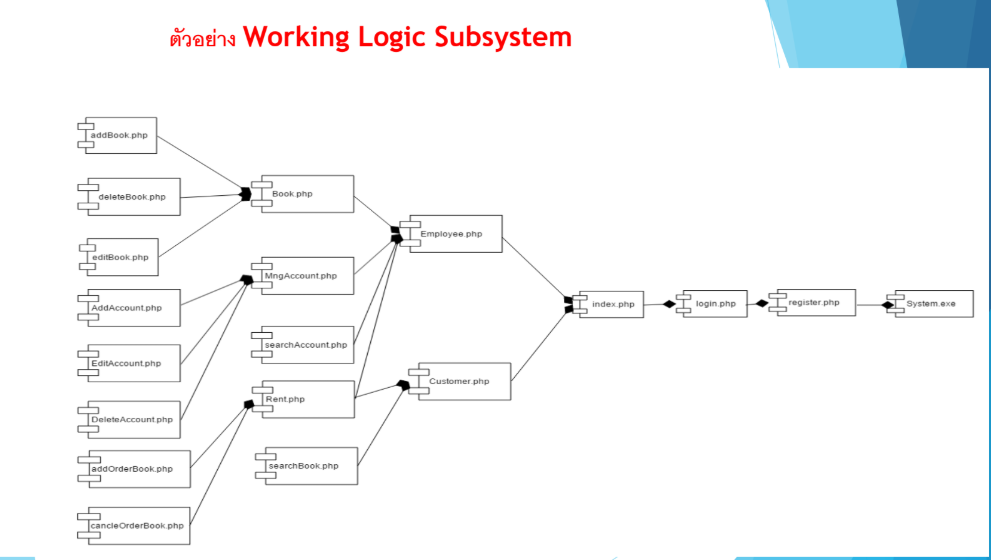 ตัวอย่าง Working Logic Subsystem
addBook.php
deleteBook.php
editBook.php
AddAccount.php
EditAccount.php
DeleteAccount.php
addOrderBook.php
cancleOrderBook.php
Book.php
MngAccount.php
searchAccount.php
Rent.php
searchBook.php
Employee.php
Customer.php
index.php
login.php
register.php
System.exe